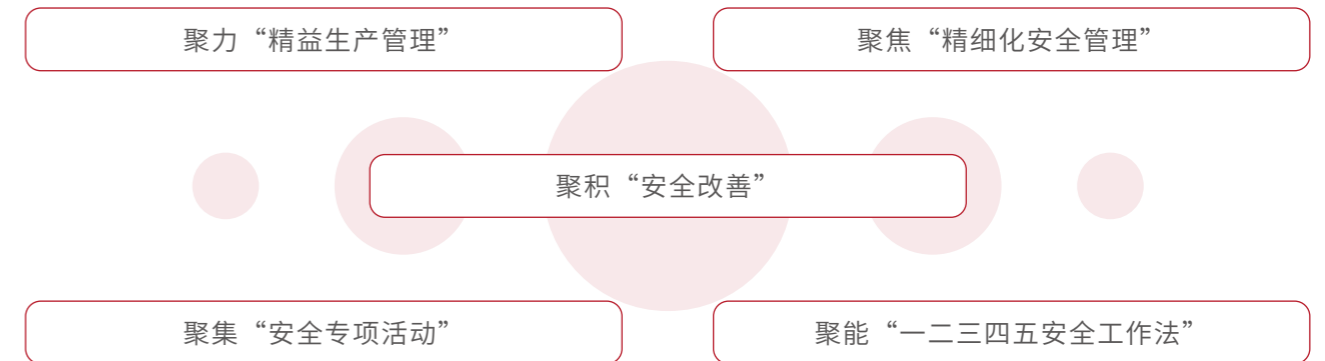 聚力“精益生产管理”
聚焦“精细化安全管理”
聚积“安全改善”
聚集“安全专项活动”
聚能“一二三四五安全工作法”